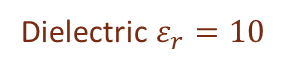 Dielectric 𝜀ᵣ = 10